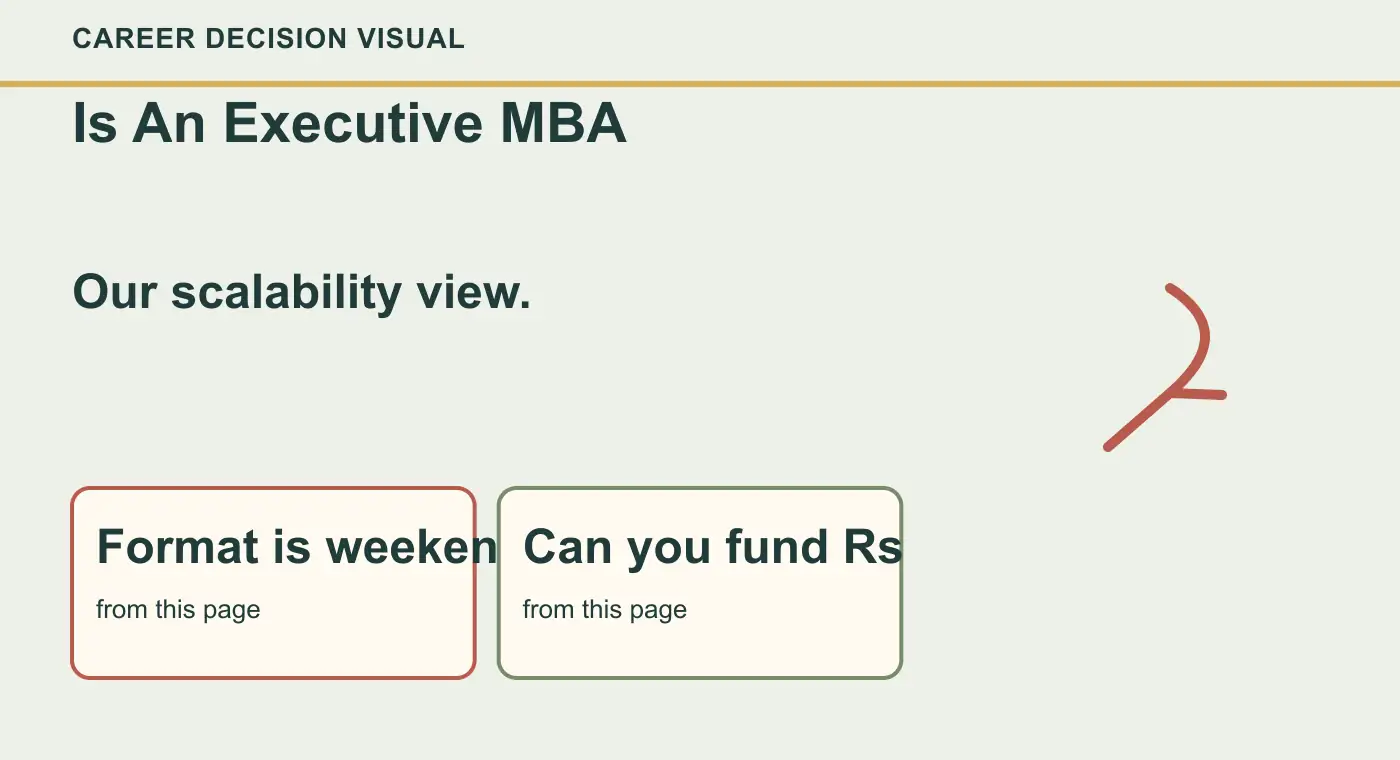 CAREER DECISION VISUAL
Is An Executive MBA
Our scalability view.
Format is weeken
from this page
Can you fund Rs
from this page